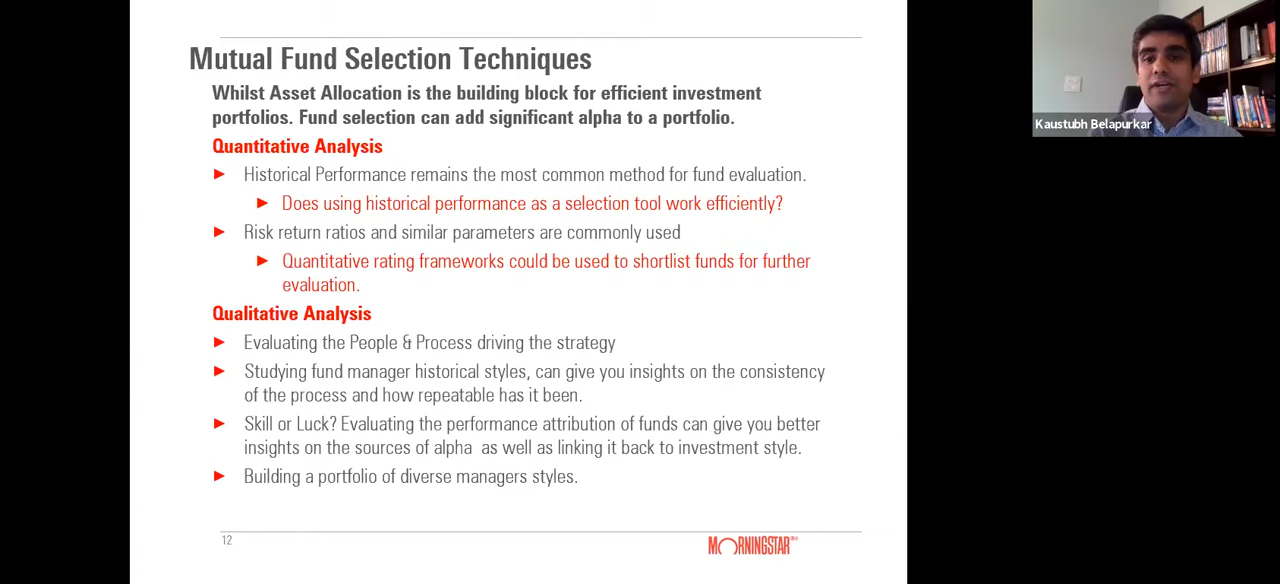 Mutual Fund Selection Techniques
Whilst Asset Allocation is the building block for efficient investment
portfolios. Fund selection can add significant alpha to a portfolio.
Quantitative Analysis
Historical Performance remains the most common method for fund evaluation.
Does using historical performance as a selection tool work efficiently?
Risk return ratios and similar parameters are commonly used
Quantitative rating frameworks could be used to shortlist funds for further
evaluation.
Qualitative Analysis
Evaluating the People & Process driving the strategy
Studying fund manager historical styles, can give you insights on the consistency
of the process and how repeatable has it been.
Skill or Luck? Evaluating the performance attribution of funds can give you better
insights on the sources of alpha as well as linking it back to investment style.
Building a portfolio of diverse managers styles.
12
MORNINGSTAR
Kaustubh Belapurkar